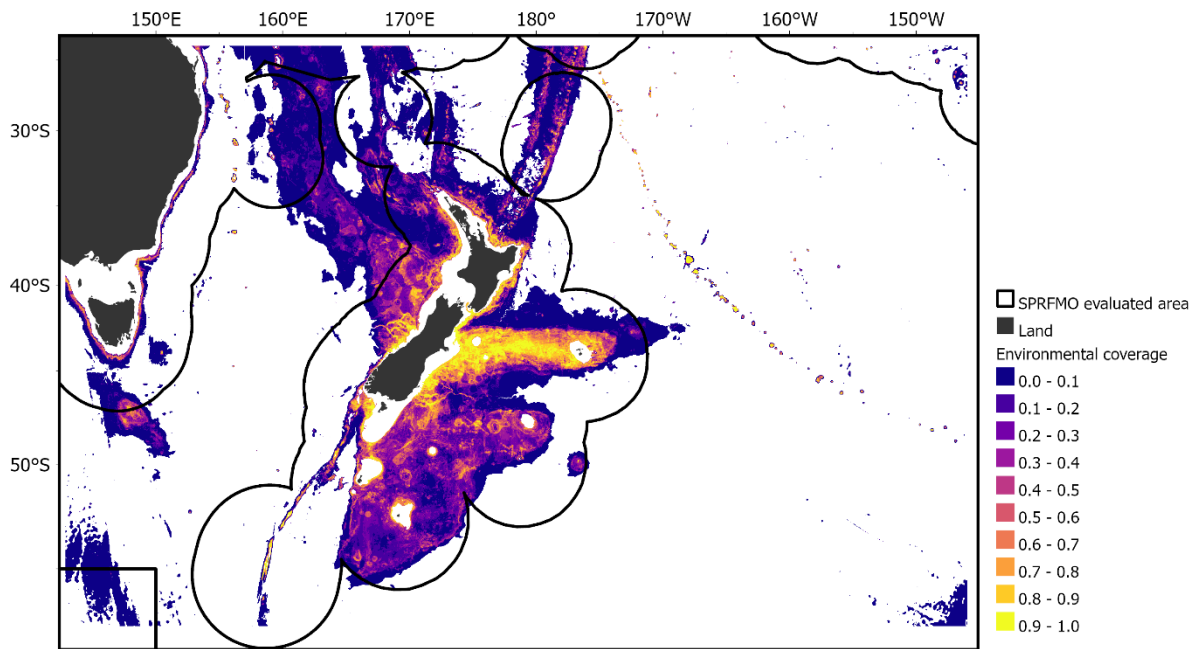 150°E 160°E 170°E 180° 170°W 160°W 150°W
30°S
40°S
50°S
SPRFMO evaluated area
Land
Environmental coverage
0.0 - 0.1
0.1 - 0.2
0.2 - 0.3
0.3 - 0.4
0.4 - 0.5
0.5 - 0.6
0.6 - 0.7
0.7 - 0.8
0.8 - 0.9
0.9 - 1.0